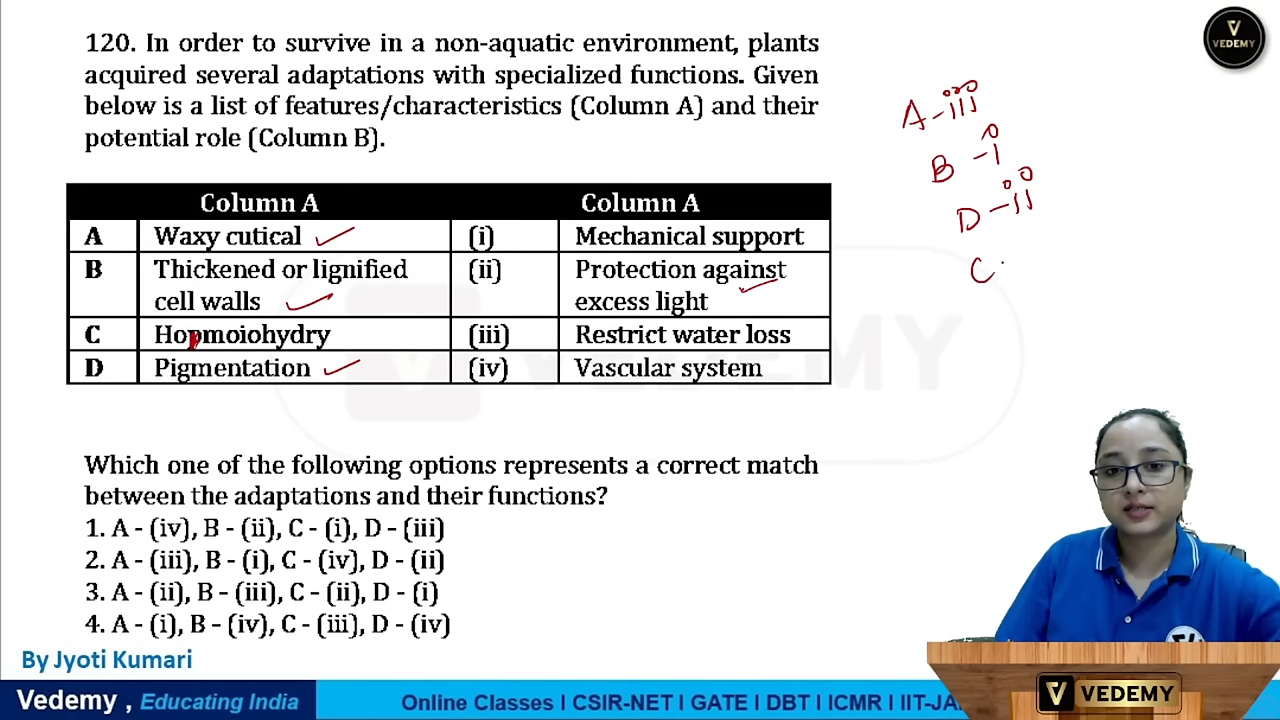 120. In order to survive in a non-aquatic environment, plants
acquired several adaptations with specialized functions. Given
below is a list of features/characteristics (Column A) and their
potential role (Column B).
V
VEDEMY
A - iii
B - i
D - ii
C
Column A Column A
A Waxy cutical (i) Mechanical support
B Thickened or lignified (ii) Protection against
cell walls excess light
C Hopmoiohydry (iii) Restrict water loss
D Pigmentation (iv) Vascular system
Which one of the following options represents a correct match
between the adaptations and their functions?
1. A - (iv), B - (ii), C - (i), D - (iii)
2. A - (iii), B - (i), C - (iv), D - (ii)
3. A - (ii), B - (iii), C - (ii), D - (i)
4. A - (i), B - (iv), C - (iii), D - (iv)
By Jyoti Kumari
Vedemy , Educating India
Online Classes I CSIR-NET I GATE I DBT I ICMR I IIT-JA
V VEDEMY